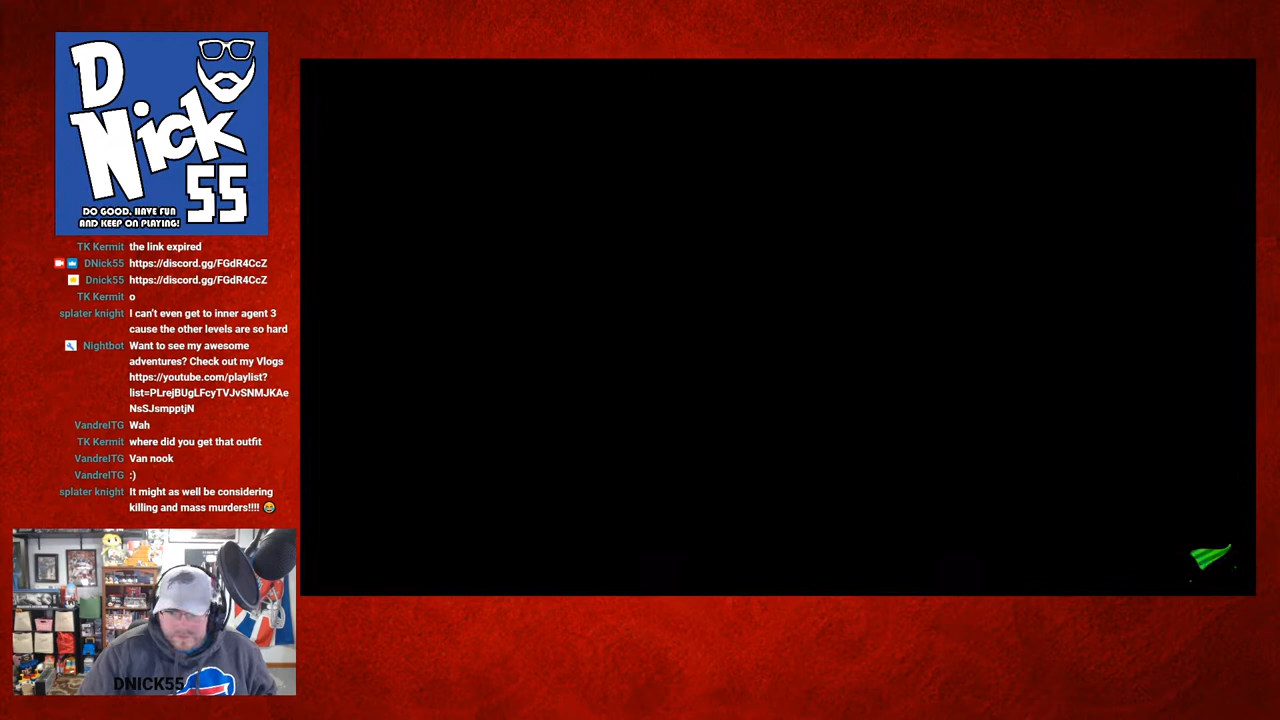 D
Nick
55
DO GOOD, HAVE FUN
AND KEEP ON PLAYING!
TK Kermit the link expired
DNick55 https://discord.gg/FGdR4CcZ
Dnick55 https://discord.gg/FGdR4CcZ
TK Kermit o
splater knight I can't even get to inner agent 3
cause the other levels are so hard
Nightbot Want to see my awesome
adventures? Check out my Vlogs
https://youtube.com/playlist?
list=PLrejBUgLFcyTVJvSNMJKAe
NsSJsmpptjN
VandreITG Wah
TK Kermit where did you get that outfit
VandreITG Van nook
VandreITG :)
splater knight It might as well be considering
killing and mass murders!!!! 😂
DNICK55